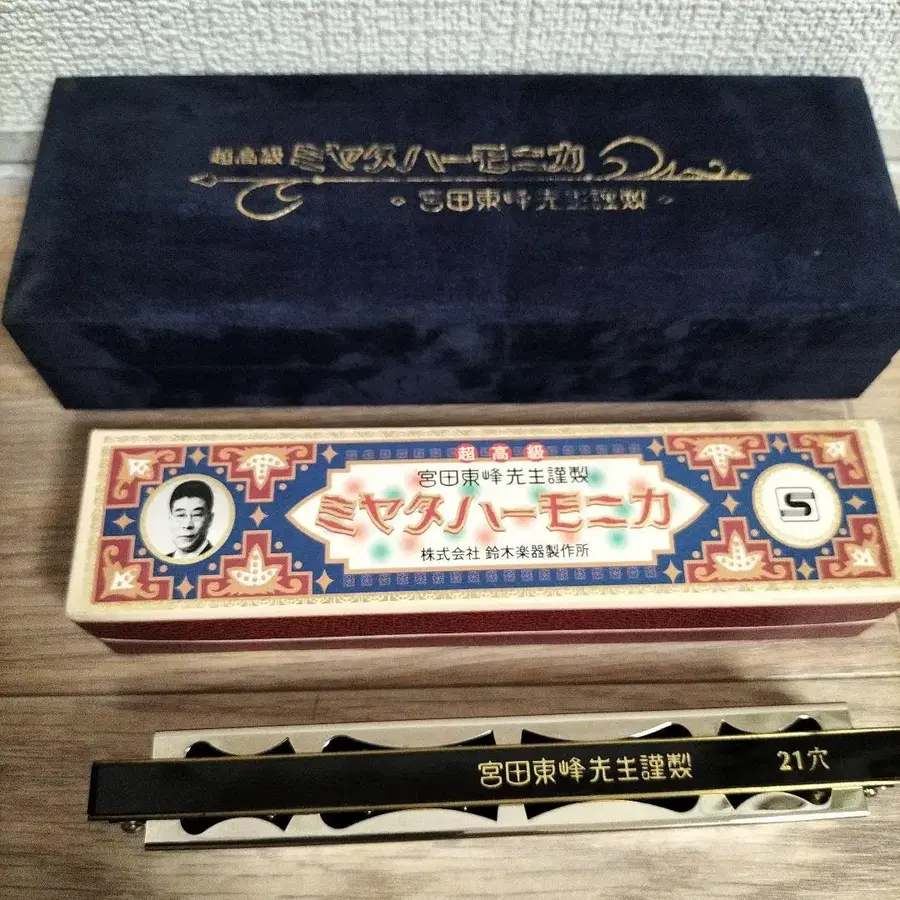 超高級 ミヤタハーモニカ
宮田東峰先生謹製
超高級
宮田東峰先生謹製
ミヤタハーモニカ
株式会社 鈴木楽器製作所
宮田東峰先生謹製 21穴